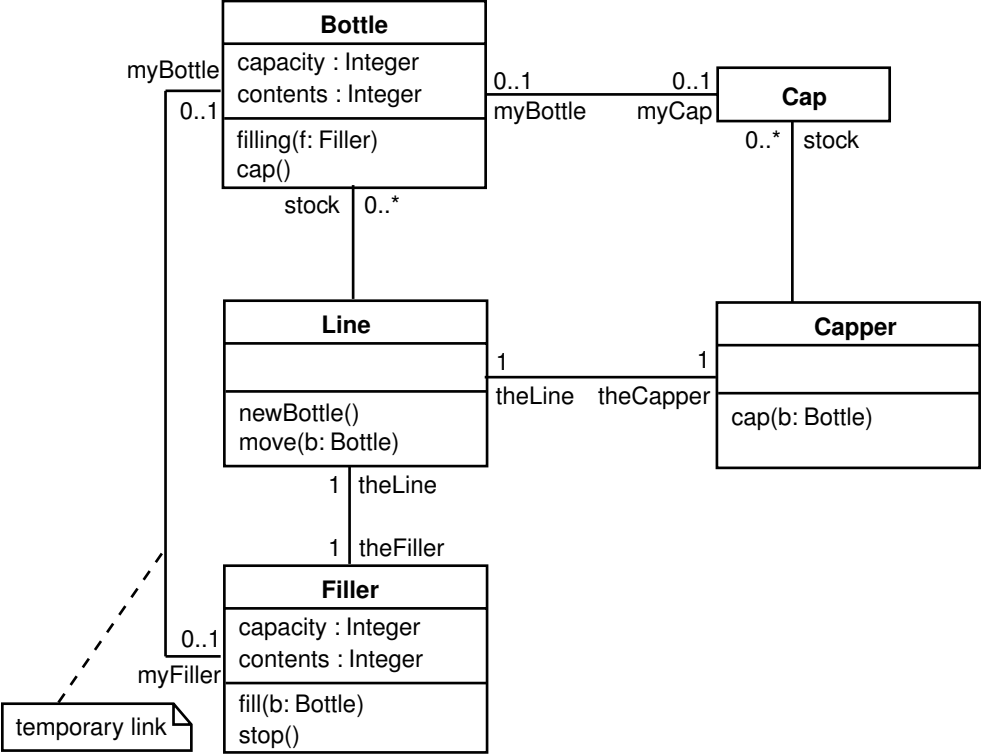 Bottle
capacity : Integer
contents : Integer
filling(f: Filler)
cap()
myBottle
0..1
0..1
myBottle
0..1
myCap
Cap
0..*
stock
stock
0..*
Line
newBottle()
move(b: Bottle)
1
theLine
1
theCapper
Capper
cap(b: Bottle)
1
theLine
1
theFiller
Filler
capacity : Integer
contents : Integer
fill(b: Bottle)
stop()
0..1
myFiller
temporary link